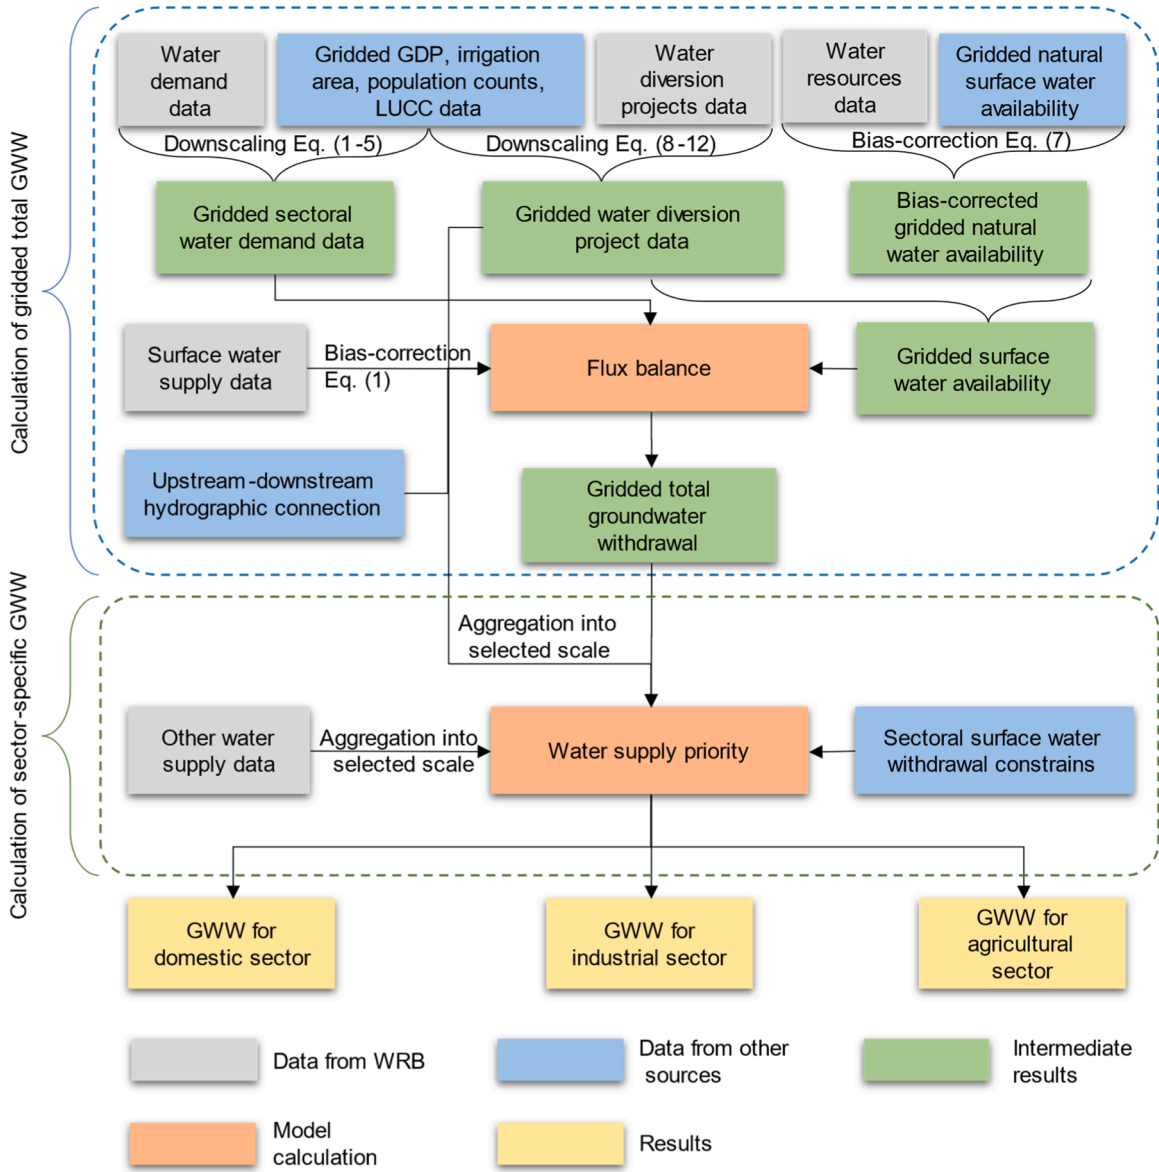 Calculation of gridded total GWW
Water
demand
data
Gridded GDP, irrigation
area, population counts,
LUCC data
Water
diversion
projects data
Water
resources
data
Gridded natural
surface water
availability
Downscaling Eq. (1-5)
Downscaling Eq. (8-12)
Bias-correction Eq. (7)
Gridded sectoral
water demand data
Gridded water diversion
project data
Bias-corrected
gridded natural
water availability
Surface water
supply data
Bias-correction
Eq. (1)
Flux balance
Gridded surface
water availability
Upstream-downstream
hydrographic connection
Gridded total
groundwater
withdrawal
Calculation of sector-specific GWW
Aggregation into
selected scale
Other water
supply data
Aggregation into
selected scale
Water supply priority
Sectoral surface water
withdrawal constrains
GWW for
domestic sector
GWW for
industrial sector
GWW for
agricultural
sector
Data from WRB
Data from other
sources
Intermediate
results
Model
calculation
Results